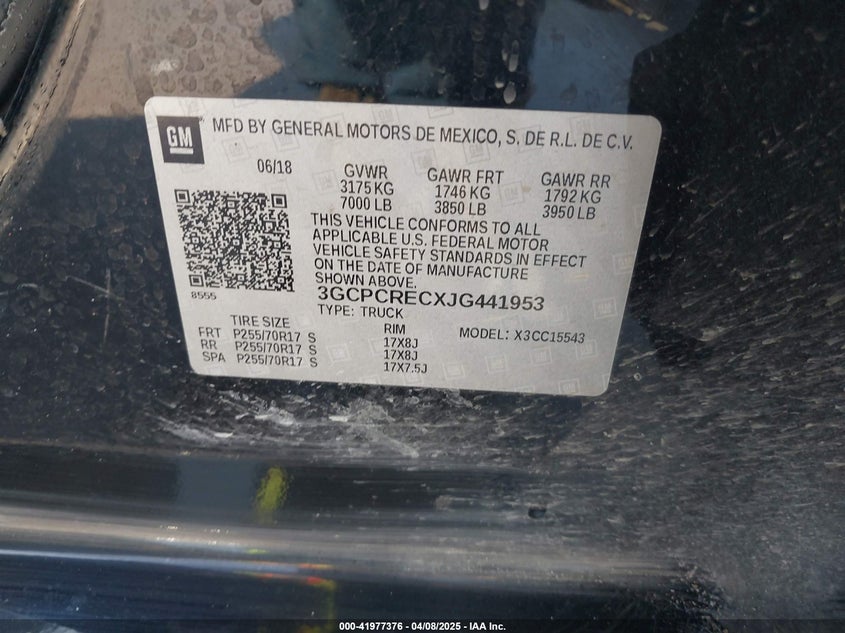 GM
MFD BY GENERAL MOTORS DE MEXICO, S. DE R.L. DE C.V.
06/18
GVWR GAWR FRT GAWR RR
3175 KG 1746 KG 1792 KG
7000 LB 3850 LB 3950 LB
THIS VEHICLE CONFORMS TO ALL
APPLICABLE U.S. FEDERAL MOTOR
VEHICLE SAFETY STANDARDS IN EFFECT
ON THE DATE OF MANUFACTURE
SHOWN ABOVE.
8555
3GCPCRECXJG441953
TYPE: TRUCK
TIRE SIZE RIM MODEL: X3CC15543
FRT P255/70R17 S 17X8J
RR P255/70R17 S 17X8J
SPA P255/70R17 S 17X7.5J
000-41977376 | 04/08/2025 - IAA Inc.